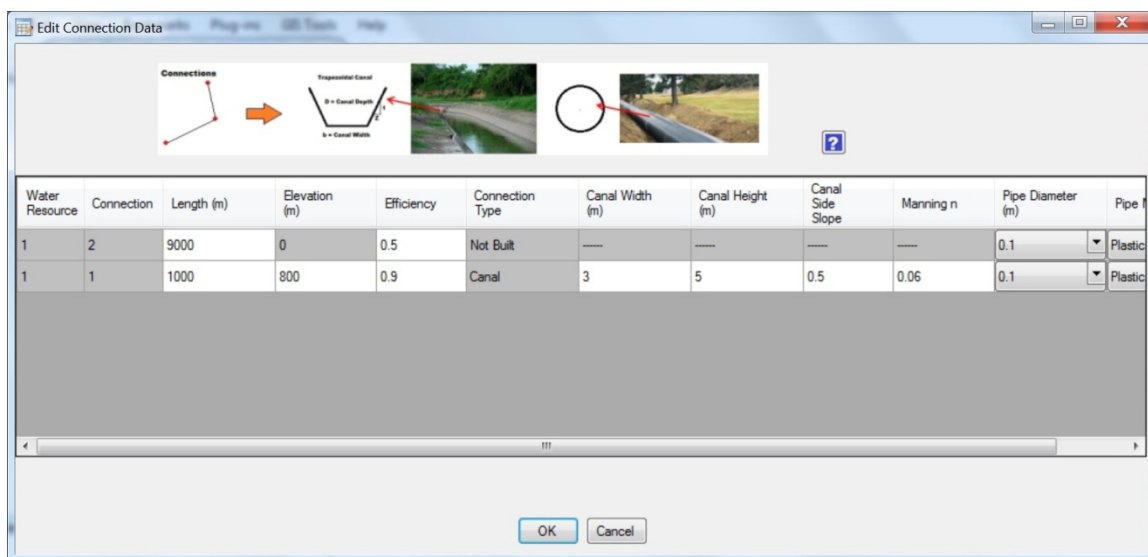 Edit Connection Data
Plug-ins GIS Tools Help
Connections
Trapezoidal Canal
D = Canal Depth
1
Z
b = Canal Width
?
Water Resource Connection Length (m) Elevation (m) Efficiency Connection Type Canal Width (m) Canal Height (m) Canal Side Slope Manning n Pipe Diameter (m) Pipe
1 2 9000 0 0.5 Not Built ------ ------ ------ ------ 0.1 Plastic
1 1 1000 800 0.9 Canal 3 5 0.5 0.06 0.1 Plastic
OK Cancel